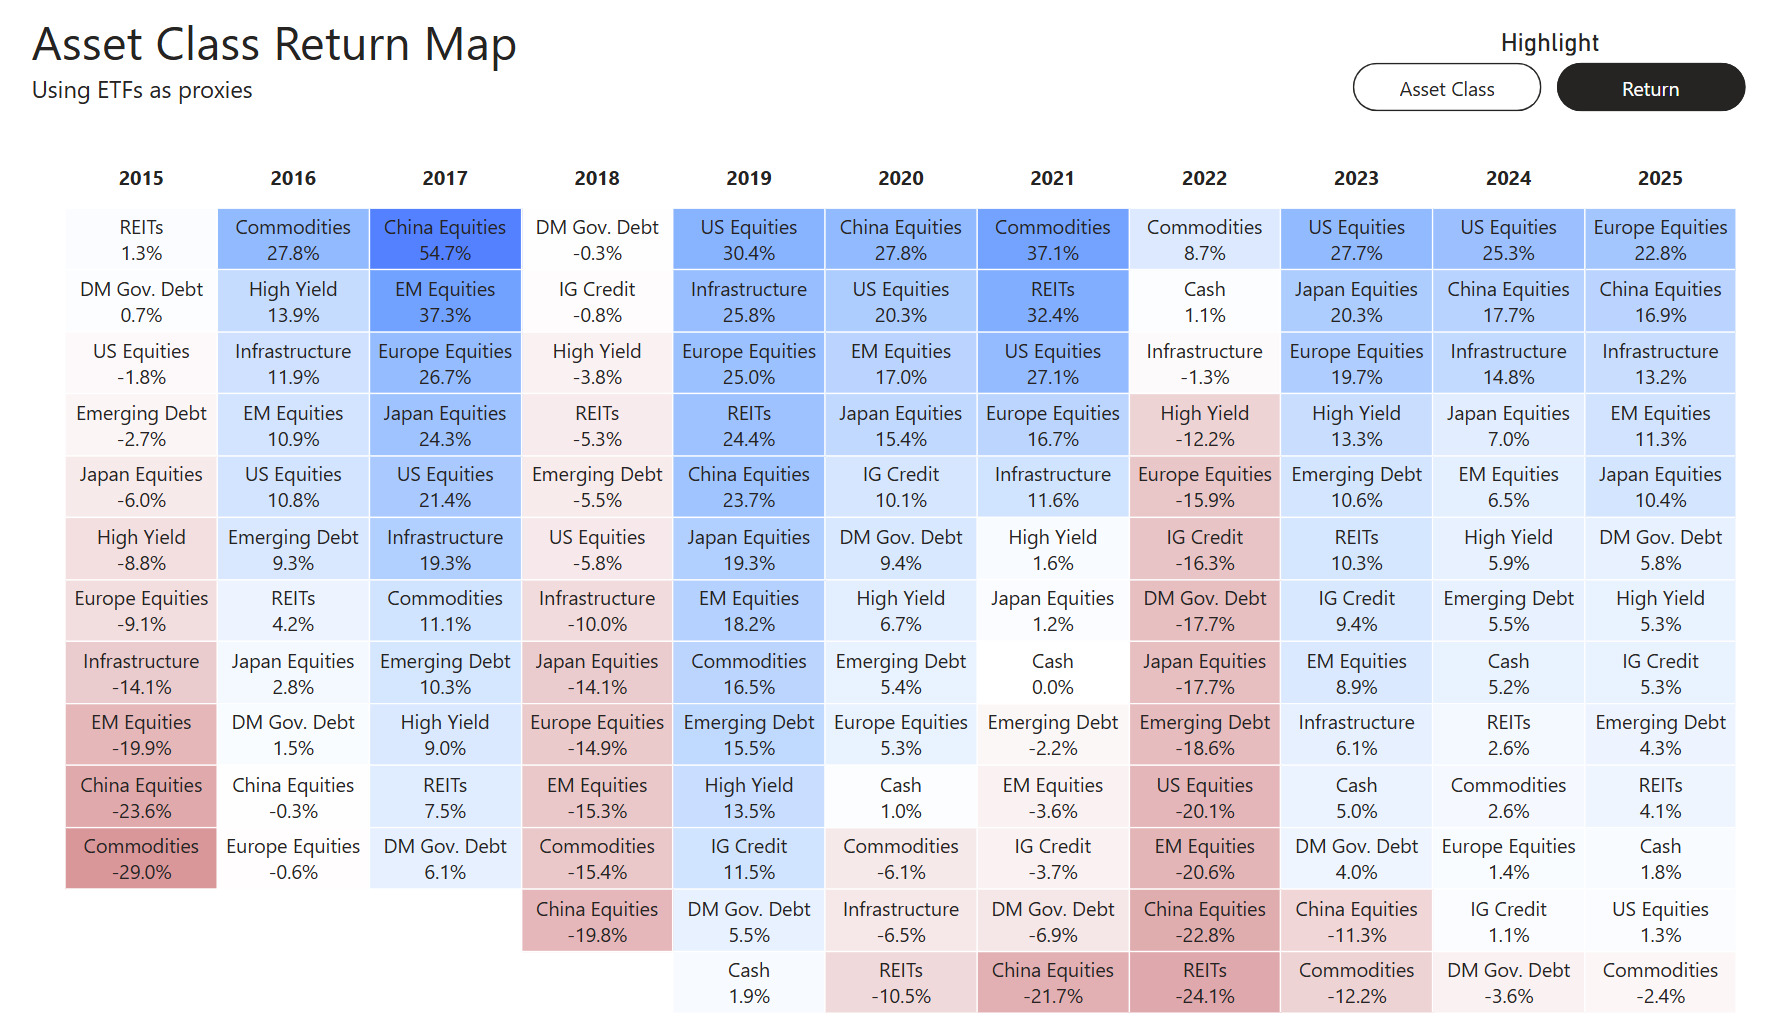 Asset Class Return Map
Using ETFs as proxies
Highlight
Asset Class Return
2015 2016 2017 2018 2019 2020 2021 2022 2023 2024 2025
REITs Commodities China Equities DM Gov. Debt US Equities China Equities Commodities Commodities US Equities US Equities Europe Equities
1.3% 27.8% 54.7% -0.3% 30.4% 27.8% 37.1% 8.7% 27.7% 25.3% 22.8%
DM Gov. Debt High Yield EM Equities IG Credit Infrastructure US Equities REITs Cash Japan Equities China Equities China Equities
0.7% 13.9% 37.3% -0.8% 25.8% 20.3% 32.4% 1.1% 20.3% 17.7% 16.9%
US Equities Infrastructure Europe Equities High Yield Europe Equities EM Equities US Equities Infrastructure Europe Equities Infrastructure Infrastructure
-1.8% 11.9% 26.7% -3.8% 25.0% 17.0% 27.1% -1.3% 19.7% 14.8% 13.2%
Emerging Debt EM Equities Japan Equities REITs REITs Japan Equities Europe Equities High Yield High Yield Japan Equities EM Equities
-2.7% 10.9% 24.3% -5.3% 24.4% 15.4% 16.7% -12.2% 13.3% 7.0% 11.3%
Japan Equities US Equities US Equities Emerging Debt China Equities IG Credit Infrastructure Europe Equities Emerging Debt EM Equities Japan Equities
-6.0% 10.8% 21.4% -5.5% 23.7% 10.1% 11.6% -15.9% 10.6% 6.5% 10.4%
High Yield Emerging Debt Infrastructure US Equities Japan Equities DM Gov. Debt High Yield IG Credit REITs High Yield DM Gov. Debt
-8.8% 9.3% 19.3% -5.8% 19.3% 9.4% 1.6% -16.3% 10.3% 5.9% 5.8%
Europe Equities REITs Commodities Infrastructure EM Equities High Yield Japan Equities DM Gov. Debt IG Credit Emerging Debt High Yield
-9.1% 4.2% 11.1% -10.0% 18.2% 6.7% 1.2% -17.7% 9.4% 5.5% 5.3%
Infrastructure Japan Equities Emerging Debt Japan Equities Commodities Emerging Debt Cash Japan Equities EM Equities Cash IG Credit
-14.1% 2.8% 10.3% -14.1% 16.5% 5.4% 0.0% -17.7% 8.9% 5.2% 5.3%
EM Equities DM Gov. Debt High Yield Europe Equities Emerging Debt Europe Equities Emerging Debt Emerging Debt Infrastructure REITs Emerging Debt
-19.9% 1.5% 9.0% -14.9% 15.5% 5.3% -2.2% -18.6% 6.1% 2.6% 4.3%
China Equities China Equities REITs EM Equities High Yield Cash EM Equities US Equities Cash Commodities REITs
-23.6% -0.3% 7.5% -15.3% 13.5% 1.0% -3.6% -20.1% 5.0% 2.6% 4.1%
Commodities Europe Equities DM Gov. Debt Commodities IG Credit Commodities IG Credit EM Equities DM Gov. Debt Europe Equities Cash
-29.0% -0.6% 6.1% -15.4% 11.5% -6.1% -3.7% -20.6% 4.0% 1.4% 1.8%
China Equities DM Gov. Debt Infrastructure DM Gov. Debt China Equities China Equities IG Credit US Equities
-19.8% 5.5% -6.5% -6.9% -22.8% -11.3% 1.1% 1.3%
Cash REITs China Equities REITs Commodities DM Gov. Debt Commodities
1.9% -10.5% -21.7% -24.1% -12.2% -3.6% -2.4%